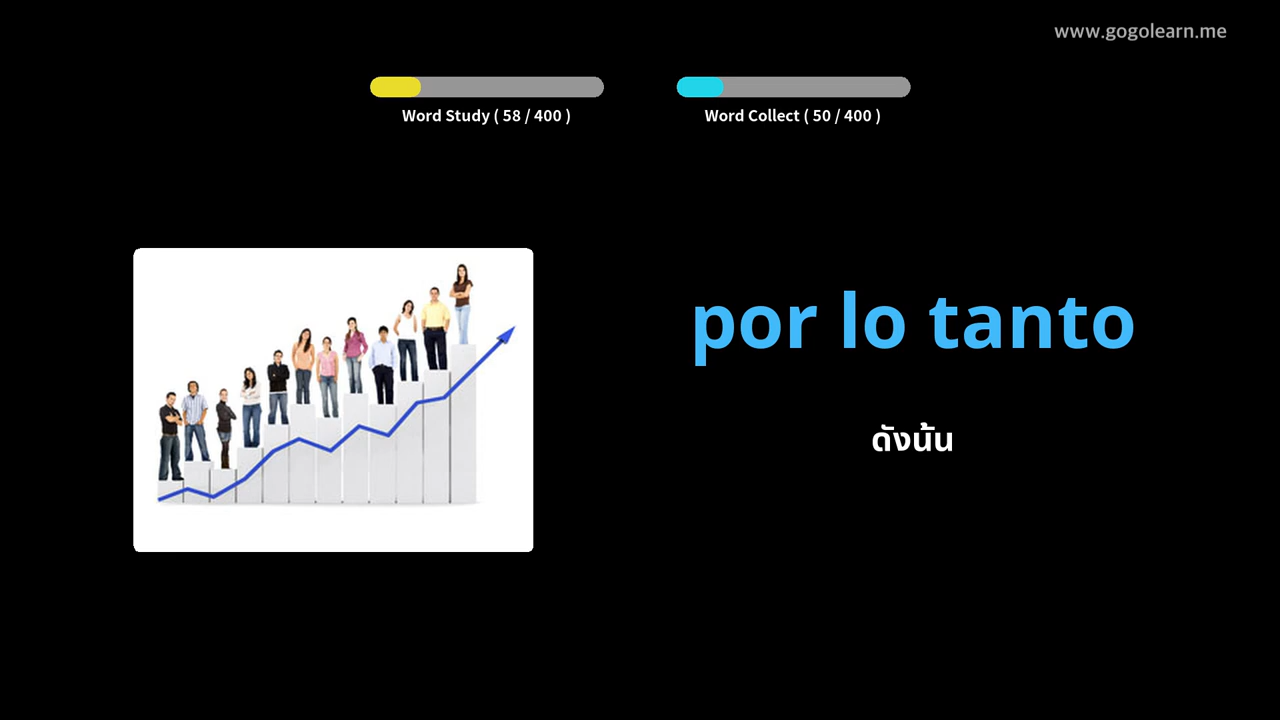 www.gogolearn.me
Word Study ( 58 / 400 )
Word Collect ( 50 / 400 )
por lo tanto
ดังนั้น